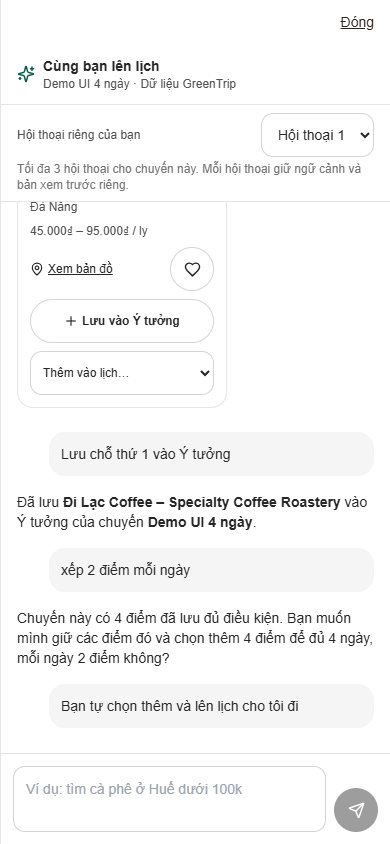 Đóng
Cùng bạn lên lịch
Demo UI 4 ngày · Dữ liệu GreenTrip
Hội thoại riêng của bạn
Hội thoại 1
Tối đa 3 hội thoại cho chuyến này. Mỗi hội thoại giữ ngữ cảnh và
bản xem trước riêng.
Đà Nẵng
45.000₫ – 95.000₫ / ly
Xem bản đồ
Lưu vào Ý tưởng
Thêm vào lịch...
Lưu chỗ thứ 1 vào Ý tưởng
Đã lưu Đi Lạc Coffee – Specialty Coffee Roastery vào
Ý tưởng của chuyến Demo UI 4 ngày.
xếp 2 điểm mỗi ngày
Chuyến này có 4 điểm đã lưu đủ điều kiện. Bạn muốn
mình giữ các điểm đó và chọn thêm 4 điểm để đủ 4 ngày,
mỗi ngày 2 điểm không?
Bạn tự chọn thêm và lên lịch cho tôi đi
Ví dụ: tìm cà phê ở Huế dưới 100k